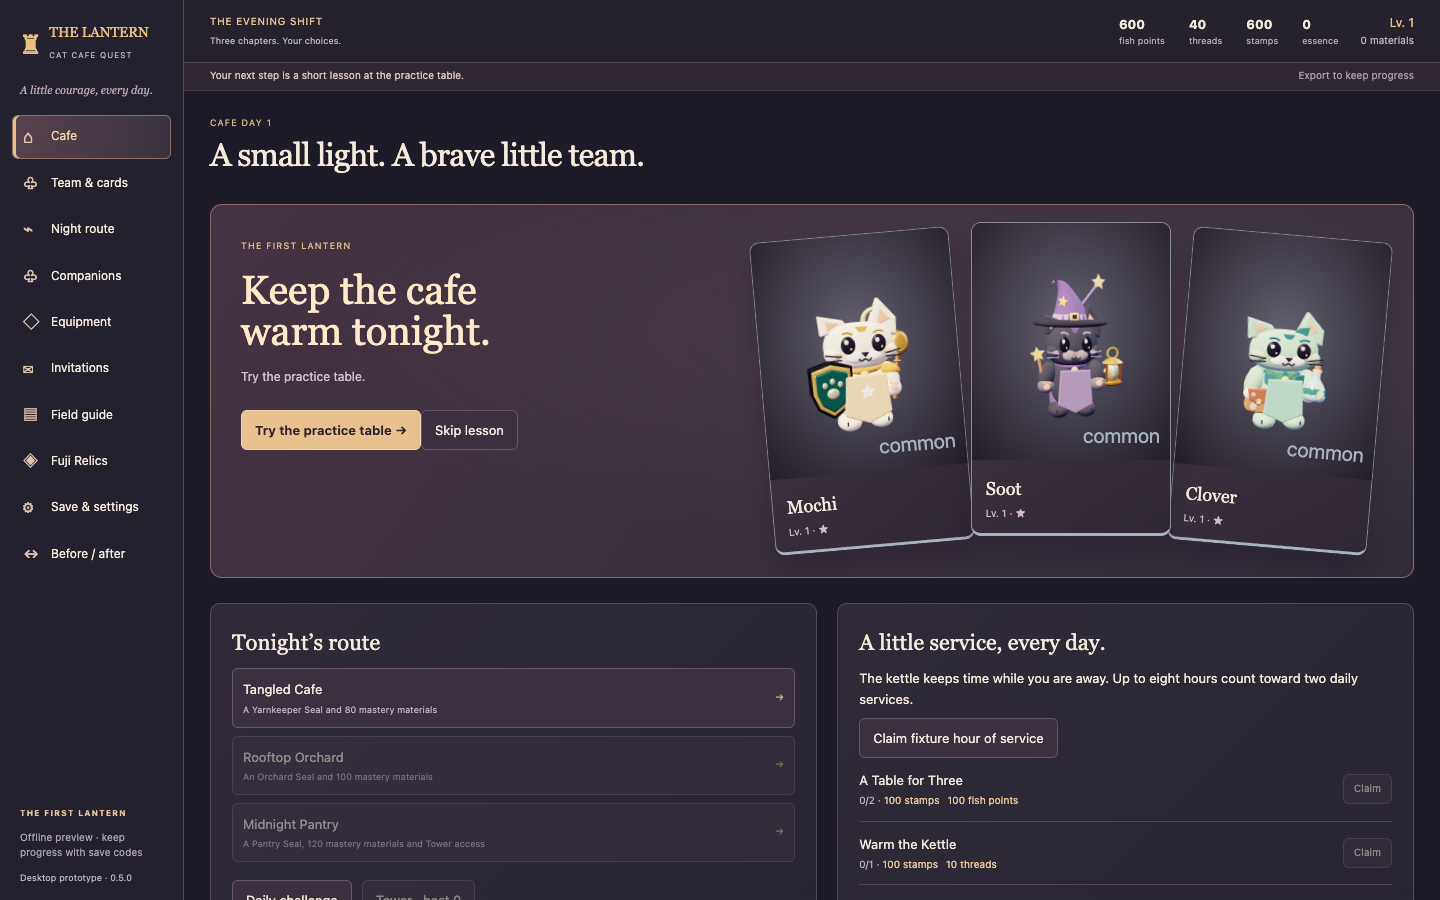 THE LANTERN
CAT CAFE QUEST
A little courage, every day.
Cafe
Team & cards
Night route
Companions
Equipment
Invitations
Field guide
Fuji Relics
Save & settings
Before / after
THE FIRST LANTERN
Offline preview · keep
progress with save codes
Desktop prototype · 0.5.0
THE EVENING SHIFT
Three chapters. Your choices.
600
fish points
40
threads
600
stamps
0
essence
Lv. 1
0 materials
Your next step is a short lesson at the practice table.
Export to keep progress
CAFE DAY 1
A small light. A brave little team.
THE FIRST LANTERN
Keep the cafe
warm tonight.
Try the practice table.
Try the practice table →
Skip lesson
common
Mochi
Lv. 1 · ★
common
Soot
Lv. 1 · ★
common
Clover
Lv. 1 · ★
Tonight’s route
Tangled Cafe
A Yarnkeeper Seal and 80 mastery materials
→
Rooftop Orchard
An Orchard Seal and 100 mastery materials
→
Midnight Pantry
A Pantry Seal, 120 mastery materials and Tower access
→
Daily challenge
Tower · best 0
A little service, every day.
The kettle keeps time while you are away. Up to eight hours count toward two daily
services.
Claim fixture hour of service
A Table for Three
0/2 · 100 stamps 100 fish points
Claim
Warm the Kettle
0/1 · 100 stamps 10 threads
Claim